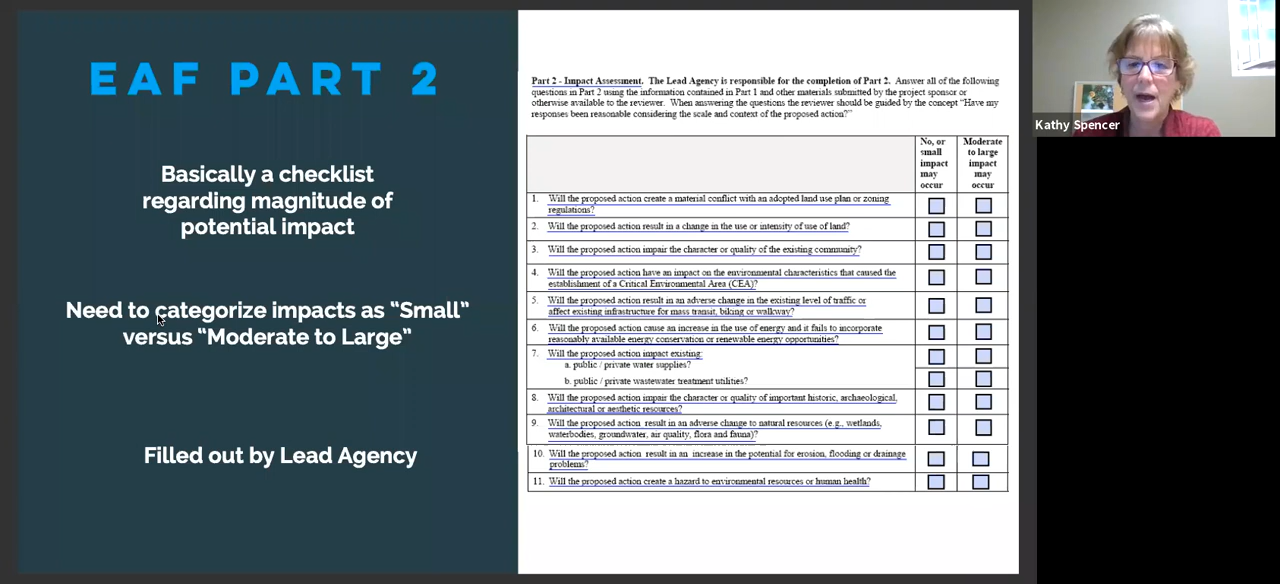 EAF PART 2
Basically a checklist
regarding magnitude of
potential impact
Need to categorize impacts as “Small”
versus “Moderate to Large”
Filled out by Lead Agency
Part 2 - Impact Assessment. The Lead Agency is responsible for the completion of Part 2. Answer all of the following
questions in Part 2 using the information contained in Part 1 and other materials submitted by the project sponsor or
otherwise available to the reviewer. When answering the questions the reviewer should be guided by the concept “Have my
responses been reasonable considering the scale and context of the proposed action?”
No, or
small
impact
may
occur
Moderate
to large
impact
may
occur
1. Will the proposed action create a material conflict with an adopted land use plan or zoning
regulations?
2. Will the proposed action result in a change in the use or intensity of use of land?
3. Will the proposed action impair the character or quality of the existing community?
4. Will the proposed action have an impact on the environmental characteristics that caused the
establishment of a Critical Environmental Area (CEA)?
5. Will the proposed action result in an adverse change in the existing level of traffic or
affect existing infrastructure for mass transit, biking or walkway?
6. Will the proposed action cause an increase in the use of energy and it fails to incorporate
reasonably available energy conservation or renewable energy opportunities?
7. Will the proposed action impact existing:
a. public / private water supplies?
b. public / private wastewater treatment utilities?
8. Will the proposed action impair the character or quality of important historic, archaeological,
architectural or aesthetic resources?
9. Will the proposed action result in an adverse change to natural resources (e.g., wetlands,
waterbodies, groundwater, air quality, flora and fauna)?
10. Will the proposed action result in an increase in the potential for erosion, flooding or drainage
problems?
11. Will the proposed action create a hazard to environmental resources or human health?
Kathy Spencer